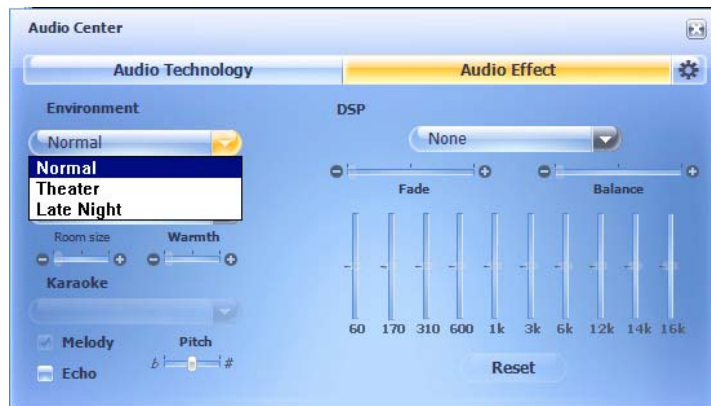 Audio Center
Audio Technology
Audio Effect
Environment
Normal
Normal
Theater
Late Night
Room size
Warmth
Karaoke
Melody
Echo
Pitch
b #
DSP
None
Fade
Balance
60 170 310 600 1k 3k 6k 12k 14k 16k
Reset